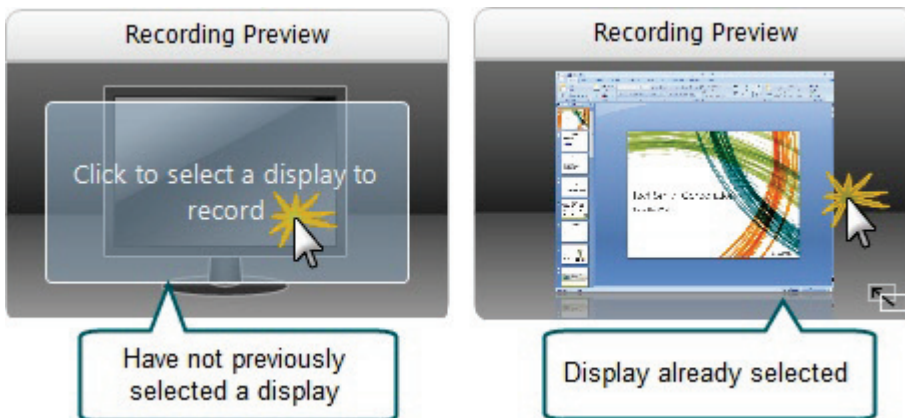 Recording Preview
Click to select a display to
record
Have not previously
selected a display
Recording Preview
Display already selected